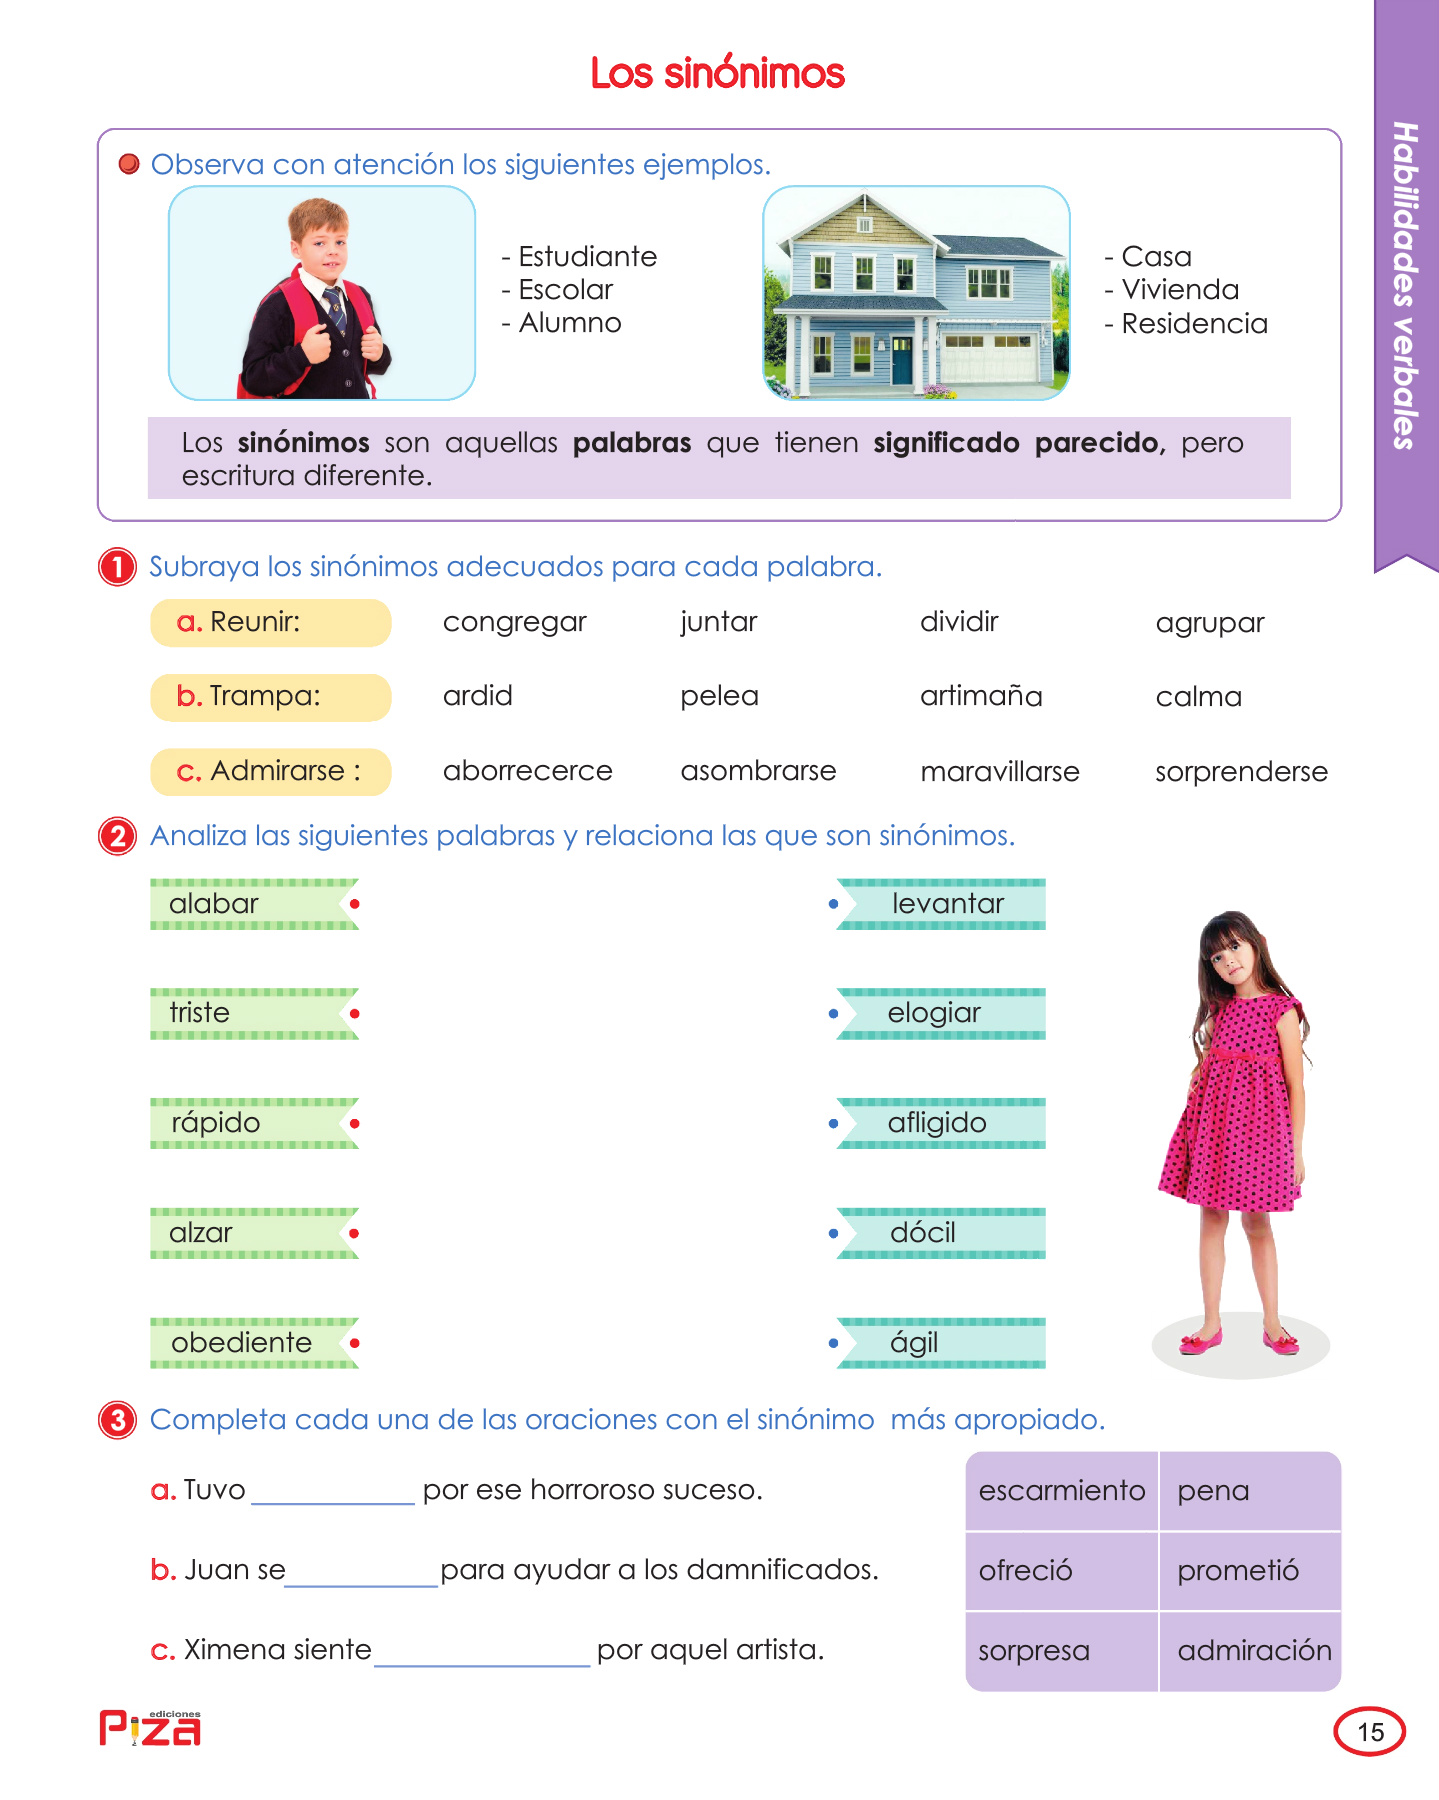 Los sinónimos
Habilidades verbales
Observa con atención los siguientes ejemplos.
- Estudiante
- Escolar
- Alumno
- Casa
- Vivienda
- Residencia
Los sinónimos son aquellas palabras que tienen significado parecido, pero
escritura diferente.
1 Subraya los sinónimos adecuados para cada palabra.
a. Reunir: congregar juntar dividir agrupar
b. Trampa: ardid pelea artimaña calma
c. Admirarse : aborrecerce asombrarse maravillarse sorprenderse
2 Analiza las siguientes palabras y relaciona las que son sinónimos.
alabar levantar
triste elogiar
rápido afligido
alzar dócil
obediente ágil
3 Completa cada una de las oraciones con el sinónimo más apropiado.
a. Tuvo ___________ por ese horroroso suceso.
b. Juan se__________para ayudar a los damnificados.
c. Ximena siente______________ por aquel artista.
escarmiento pena
ofreció prometió
sorpresa admiración
ediciones
Piza
15